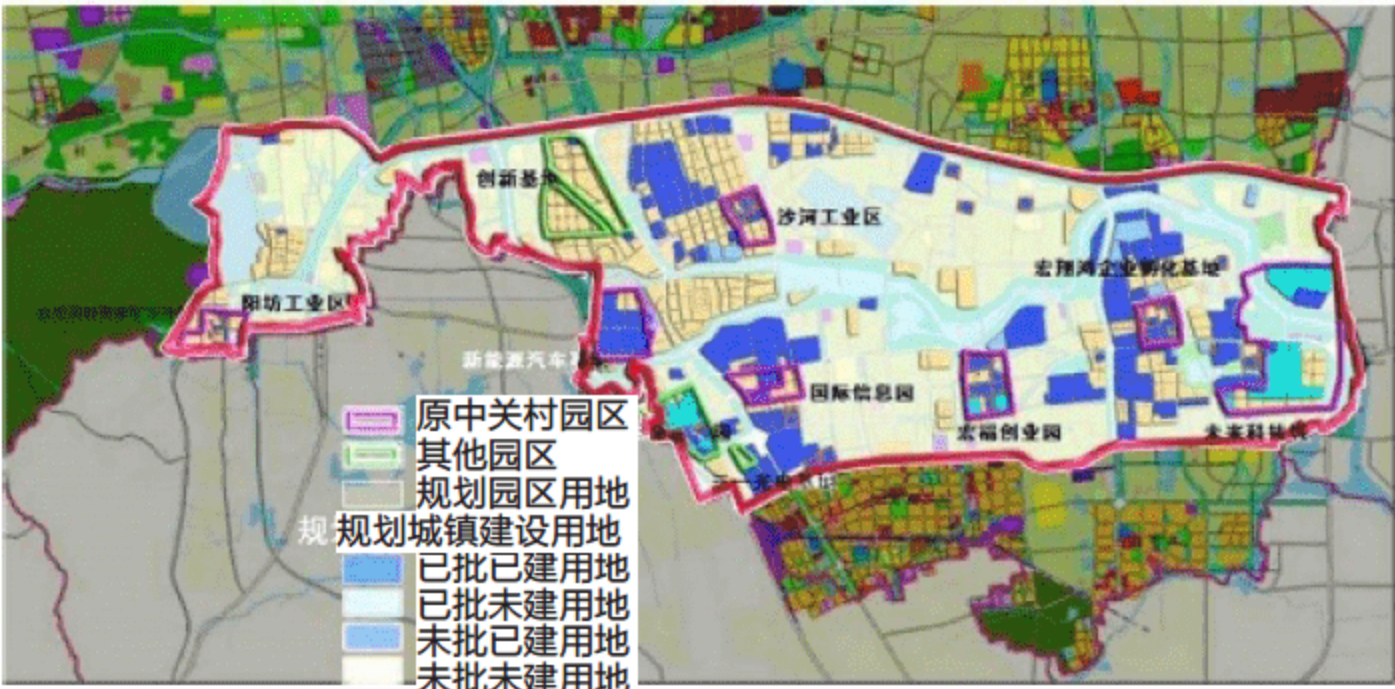 创新基地
沙河工业区
宏翔鸿企业孵化基地
阳坊工业区
新能源汽车
国际信息园
宏福创业园
未来科技城
原中关村园区
其他园区
规划园区用地
规划城镇建设用地
已批已建用地
已批未建用地
未批已建用地
未批未建用地